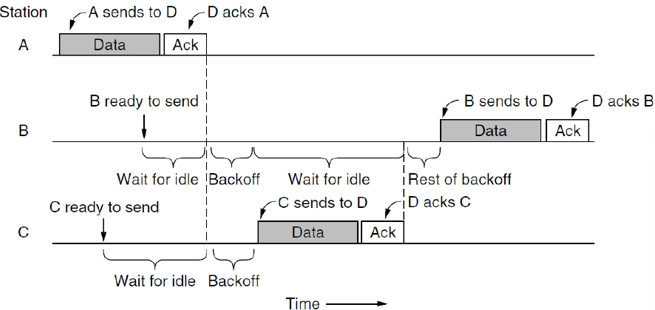 Station
A sends to D
D acks A
A
Data
Ack
B ready to send
B sends to D
D acks B
B
Data
Ack
Wait for idle
Backoff
Wait for idle
Rest of backoff
C ready to send
C sends to D
D acks C
C
Data
Ack
Wait for idle
Backoff
Time